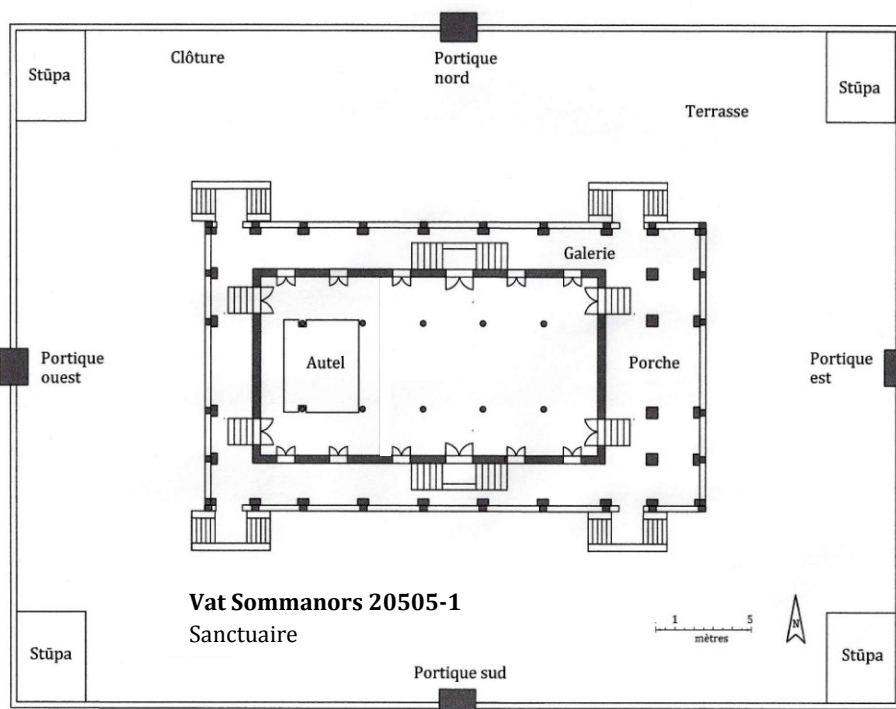 Clôture
Portique
nord
Stūpa
Stūpa
Terrasse
Galerie
Portique
ouest
Autel
Porche
Portique
est
Vat Sommanors 20505-1
Sanctuaire
1 5
mètres
N
Stūpa
Stūpa
Portique sud